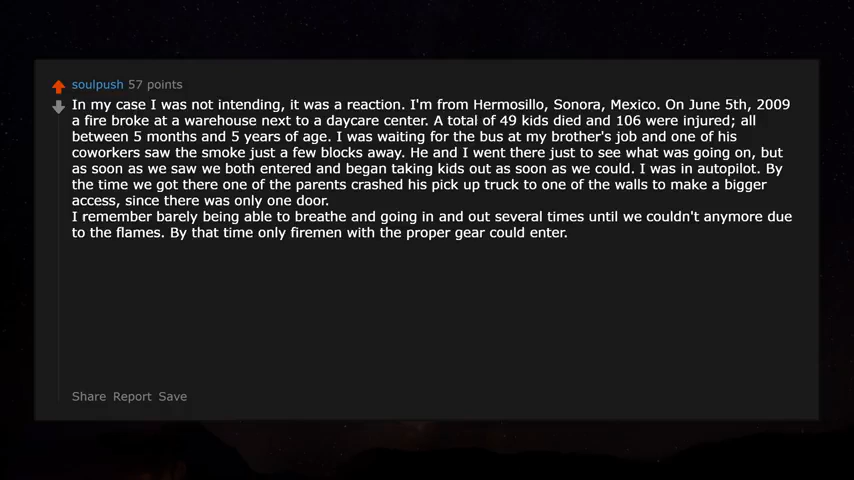 soulpush 57 points
In my case I was not intending, it was a reaction. I'm from Hermosillo, Sonora, Mexico. On June 5th, 2009
a fire broke at a warehouse next to a daycare center. A total of 49 kids died and 106 were injured; all
between 5 months and 5 years of age. I was waiting for the bus at my brother's job and one of his
coworkers saw the smoke just a few blocks away. He and I went there just to see what was going on, but
as soon as we saw we both entered and began taking kids out as soon as we could. I was in autopilot. By
the time we got there one of the parents crashed his pick up truck to one of the walls to make a bigger
access, since there was only one door.
I remember barely being able to breathe and going in and out several times until we couldn't anymore due
to the flames. By that time only firemen with the proper gear could enter.
Share Report Save